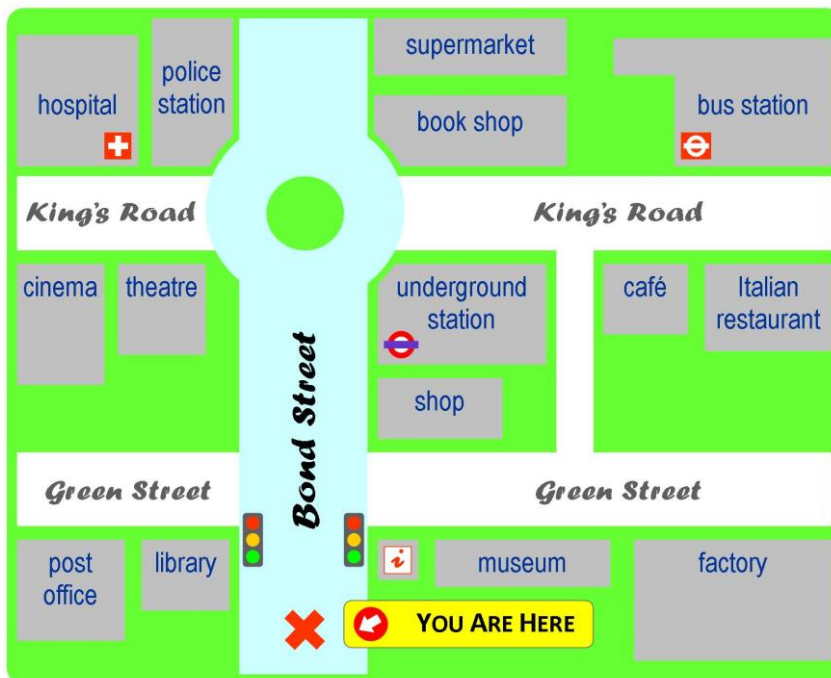 hospital
police
station
supermarket
book shop
bus station
King's Road
King's Road
cinema
theatre
underground
station
café
Italian
restaurant
shop
Bond Street
Green Street
Green Street
post
office
library
i
museum
factory
YOU ARE HERE